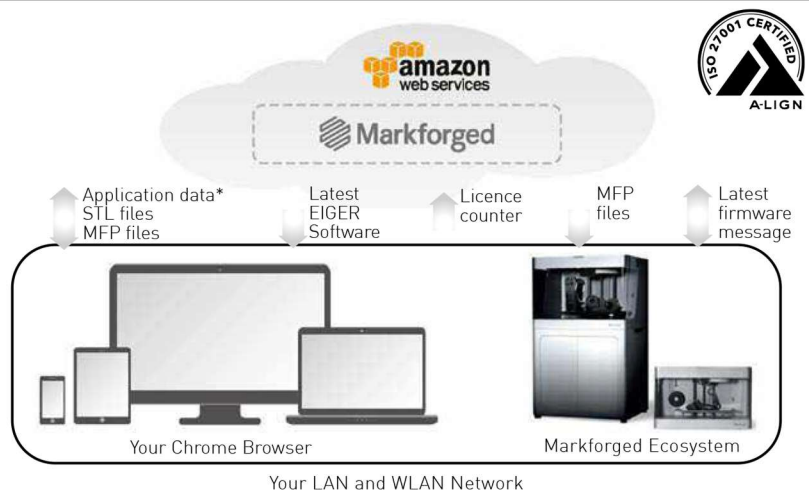 amazon
web services
Markforged
ISO 27001 CERTIFIED
A-LIGN
Application data*
STL files
MFP files
Latest
EIGER
Software
Licence
counter
MFP
files
Latest
firmware
message
Your Chrome Browser
Markforged Ecosystem
Your LAN and WLAN Network